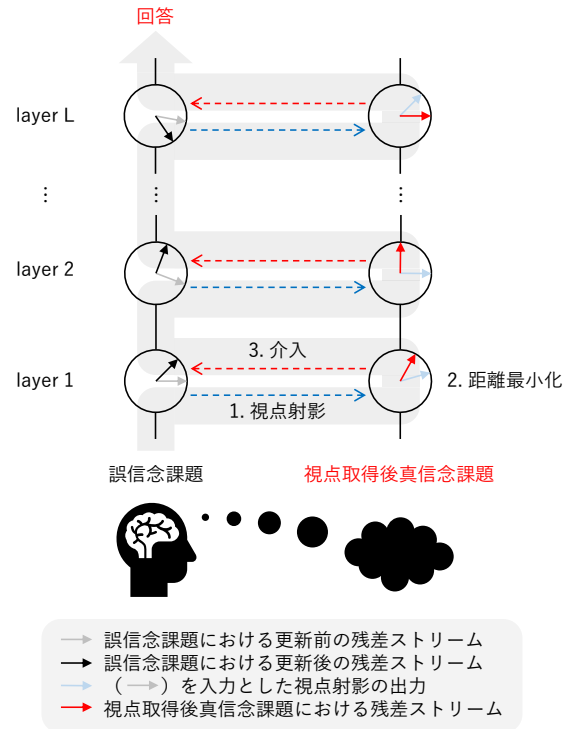 回答
layer L
…
…
…
layer 2
3. 介入
layer 1
2. 距離最小化
1. 視点射影
誤信念課題
視点取得後真信念課題
誤信念課題における更新前の残差ストリーム
誤信念課題における更新後の残差ストリーム
（→）を入力とした視点射影の出力
視点取得後真信念課題における残差ストリーム